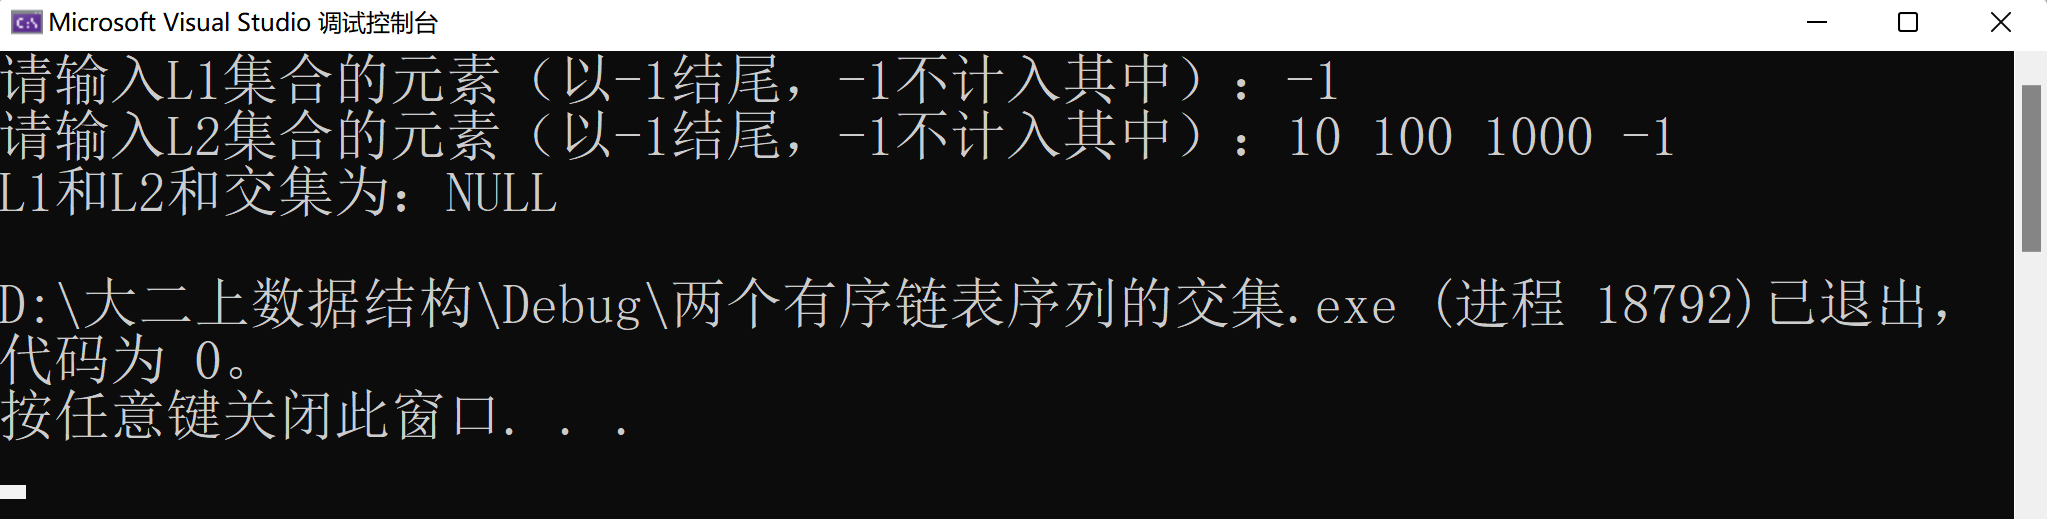 Microsoft Visual Studio 调试控制台
请输入L1集合的元素（以-1结尾，-1不计入其中）：-1
请输入L2集合的元素（以-1结尾，-1不计入其中）：10 100 1000 -1
L1和L2和交集为：NULL
D:\大二上数据结构\Debug\两个有序链表序列的交集.exe (进程 18792)已退出，
代码为 0。
按任意键关闭此窗口. . .